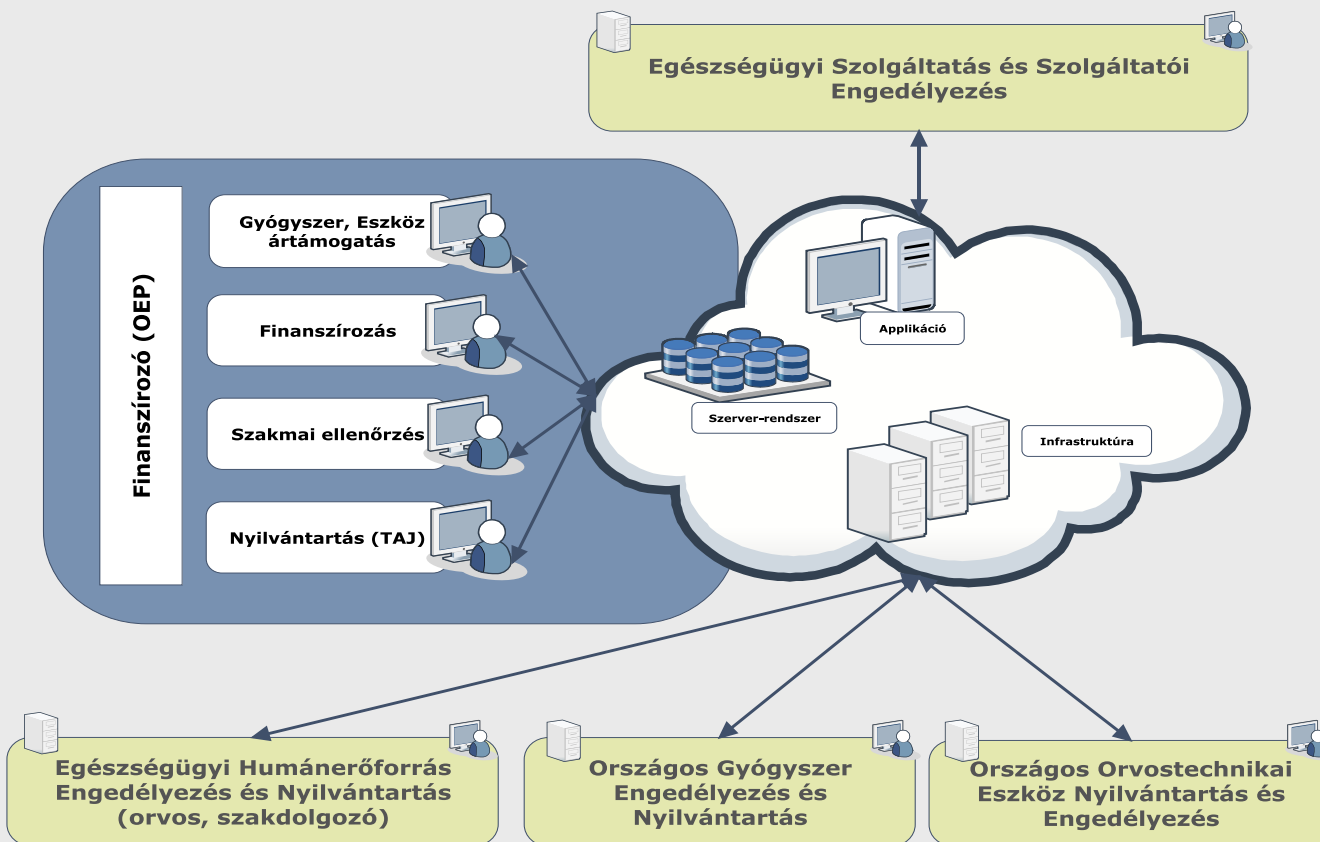 Egészségügyi Szolgáltatás és Szolgáltatói
Engedélyezés
Finanszírozó (OEP)
Gyógyszer, Eszköz
ártámogatás
Finanszírozás
Szakmai ellenőrzés
Nyilvántartás (TAJ)
Applikáció
Szerver-rendszer
Infrastruktúra
Egészségügyi Humánerőforrás
Engedélyezés és Nyilvántartás
(orvos, szakdolgozó)
Országos Gyógyszer
Engedélyezés és
Nyilvántartás
Országos Orvostechnikai
Eszköz Nyilvántartás és
Engedélyezés